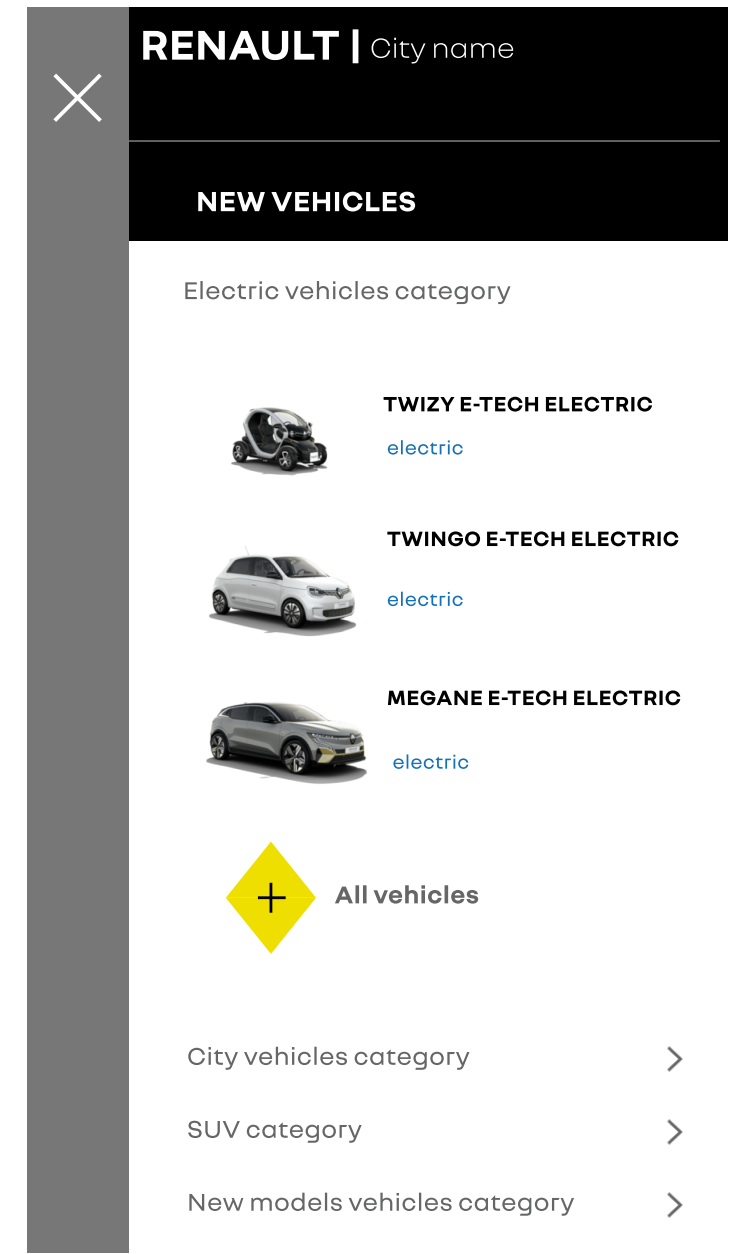 RENAULT | City name
NEW VEHICLES
Electric vehicles category
TWIZY E-TECH ELECTRIC
electric
TWINGO E-TECH ELECTRIC
electric
MEGANE E-TECH ELECTRIC
electric
All vehicles
City vehicles category
SUV category
New models vehicles category